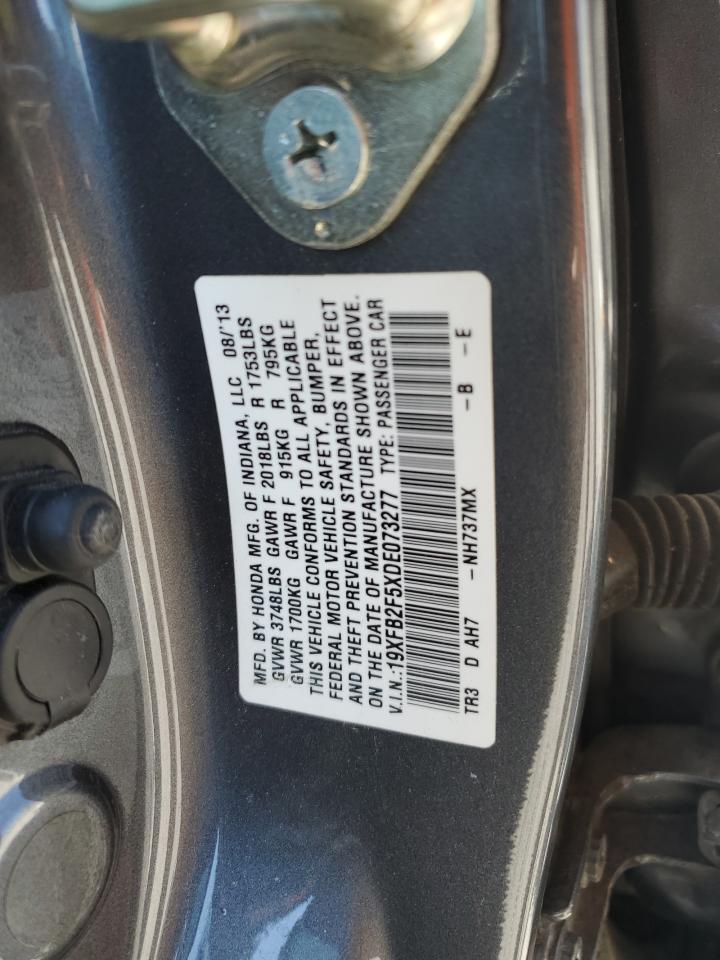 MFD. BY HONDA MFG. OF INDIANA, LLC 08/'13
GVWR 3748LBS GAWR F 2018LBS R 1753LBS
GVWR 1700KG GAWR F 915KG R 795KG
THIS VEHICLE CONFORMS TO ALL APPLICABLE
FEDERAL MOTOR VEHICLE SAFETY, BUMPER,
AND THEFT PREVENTION STANDARDS IN EFFECT
ON THE DATE OF MANUFACTURE SHOWN ABOVE.
V.I.N.:19XFB2F5XDE073277 TYPE: PASSENGER CAR
TR3 D AH7 -NH737MX -B -E